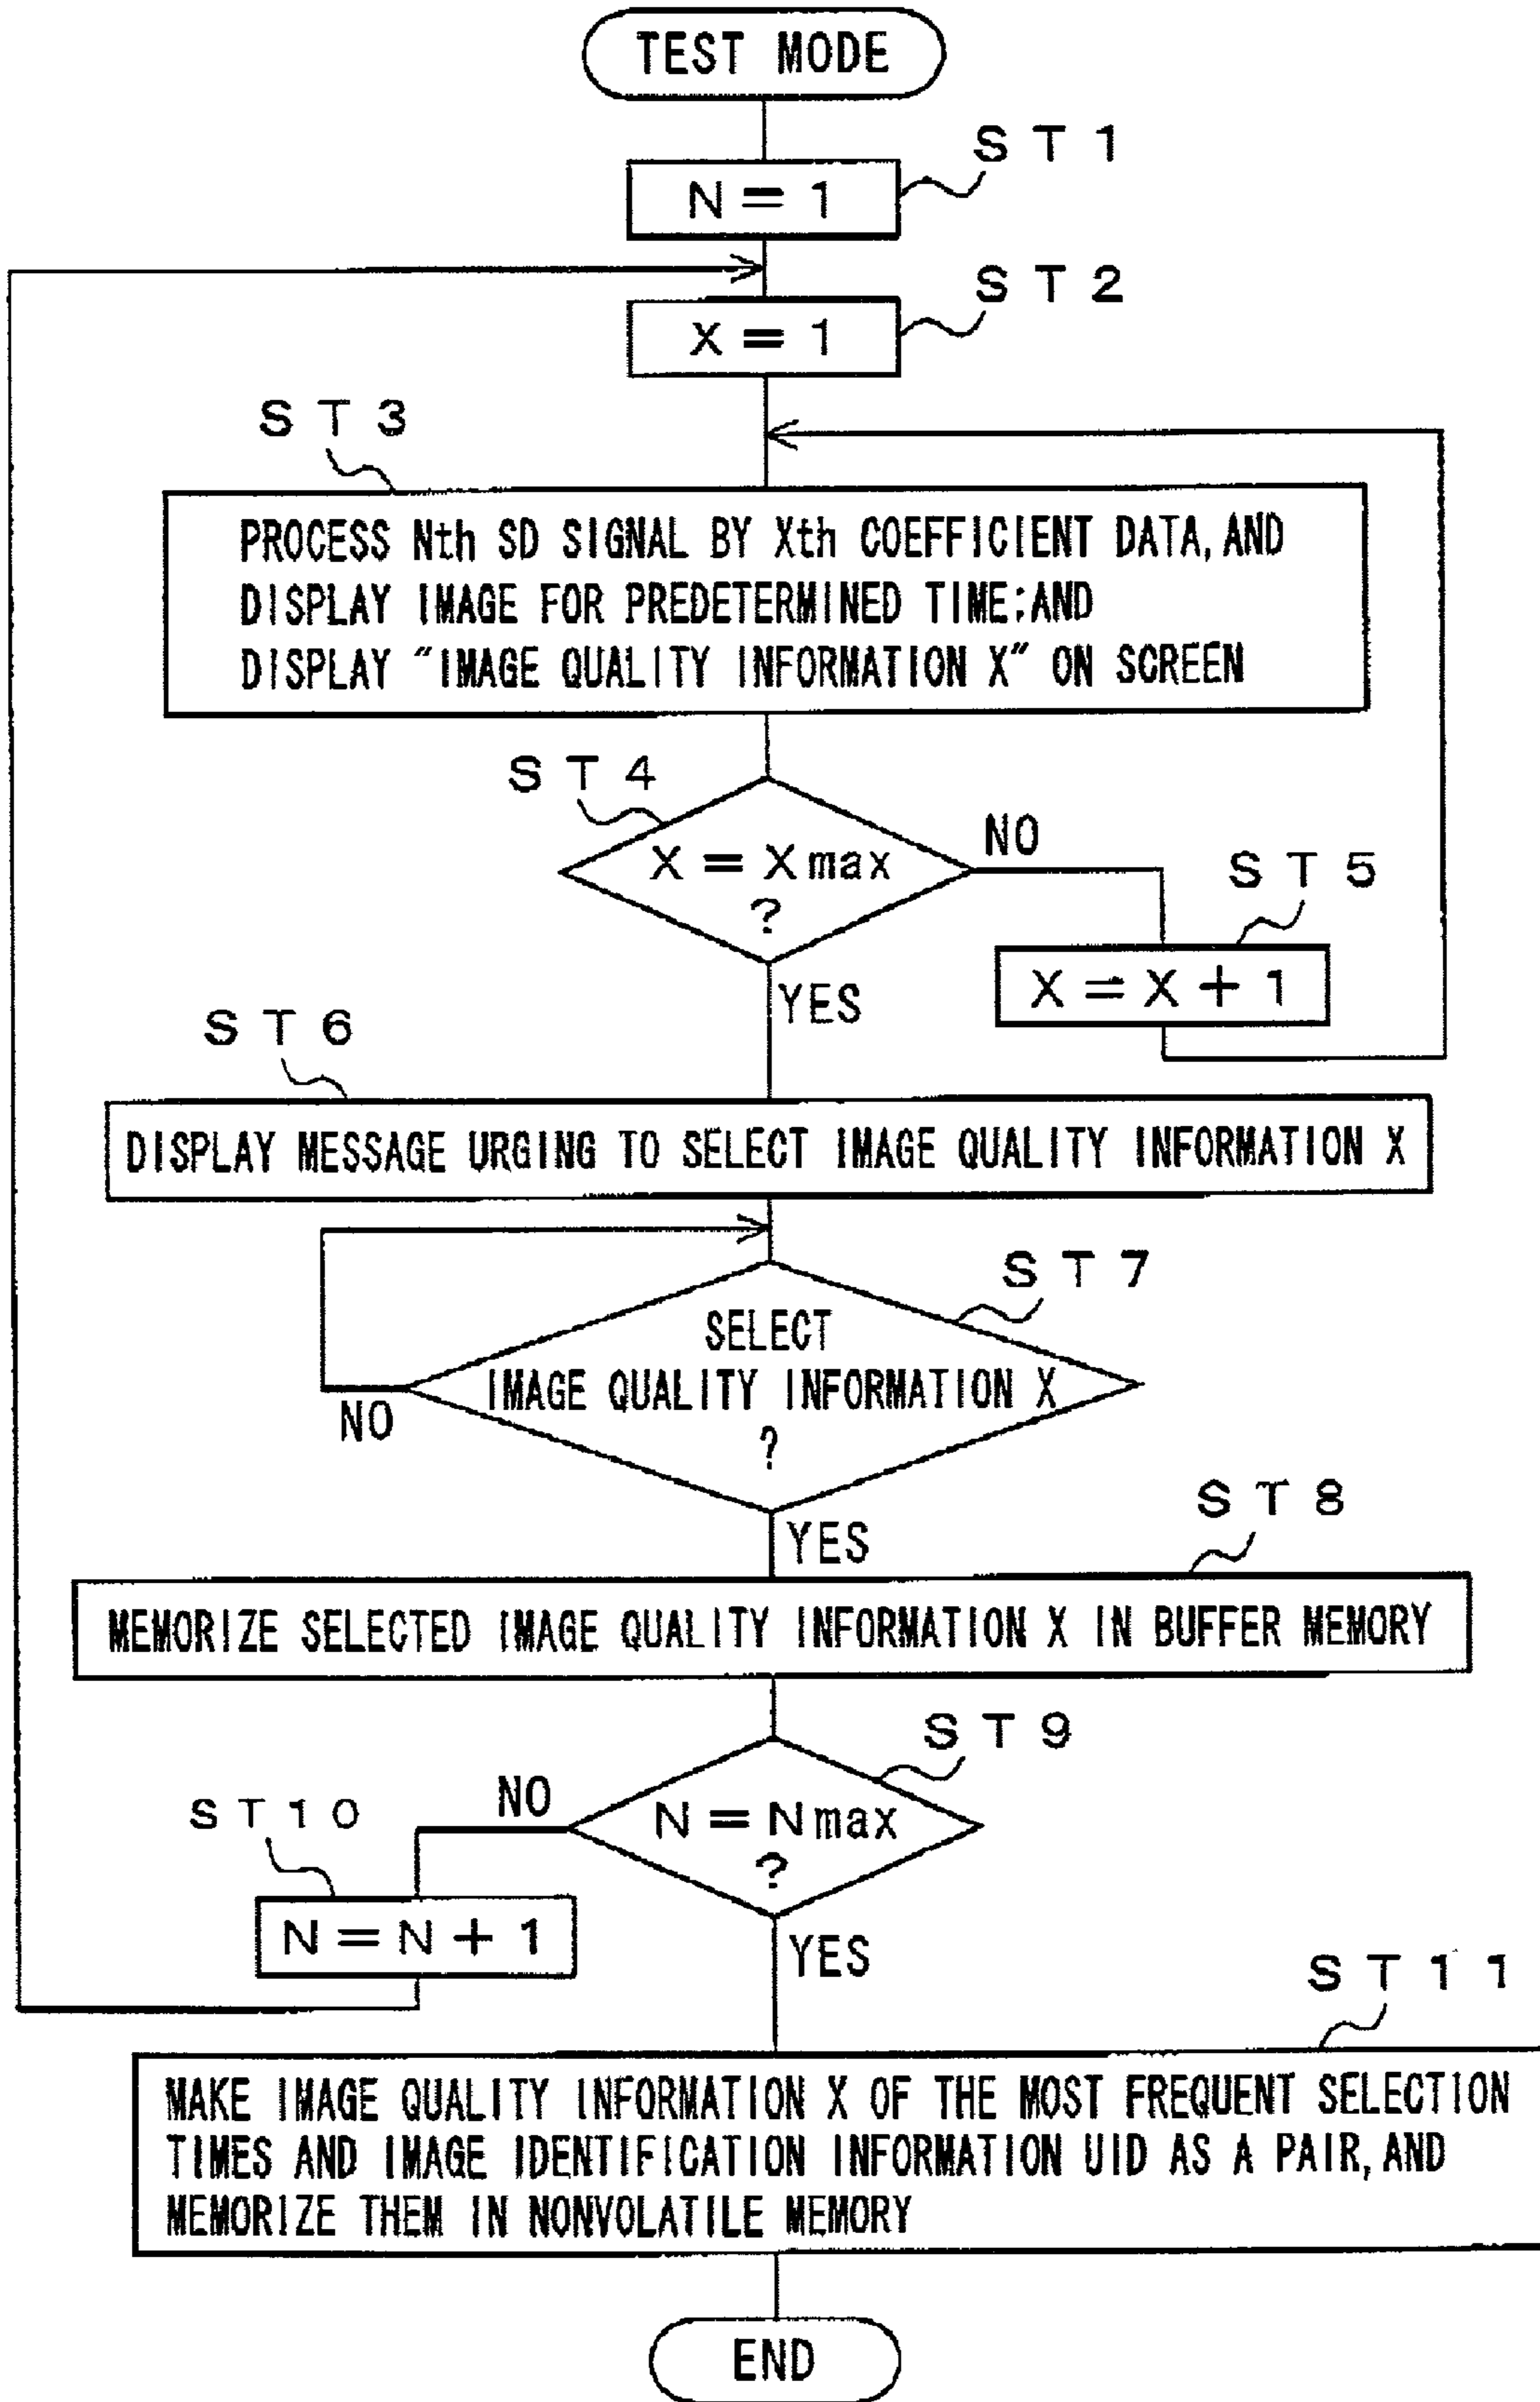 TEST MODE
ST1
N=1
ST2
X=1
ST3
PROCESS Nth SD SIGNAL BY Xth COEFFICIENT DATA, AND
DISPLAY IMAGE FOR PREDETERMINED TIME; AND
DISPLAY "IMAGE QUALITY INFORMATION X" ON SCREEN
ST4
X=Xmax
?
NO
ST5
X=X+1
YES
ST6
DISPLAY MESSAGE URGING TO SELECT IMAGE QUALITY INFORMATION X
ST7
SELECT
IMAGE QUALITY INFORMATION X
?
NO
YES
ST8
MEMORIZE SELECTED IMAGE QUALITY INFORMATION X IN BUFFER MEMORY
ST9
N=Nmax
?
NO
ST10
N=N+1
YES
ST11
MAKE IMAGE QUALITY INFORMATION X OF THE MOST FREQUENT SELECTION
TIMES AND IMAGE IDENTIFICATION INFORMATION UID AS A PAIR, AND
MEMORIZE THEM IN NONVOLATILE MEMORY
END